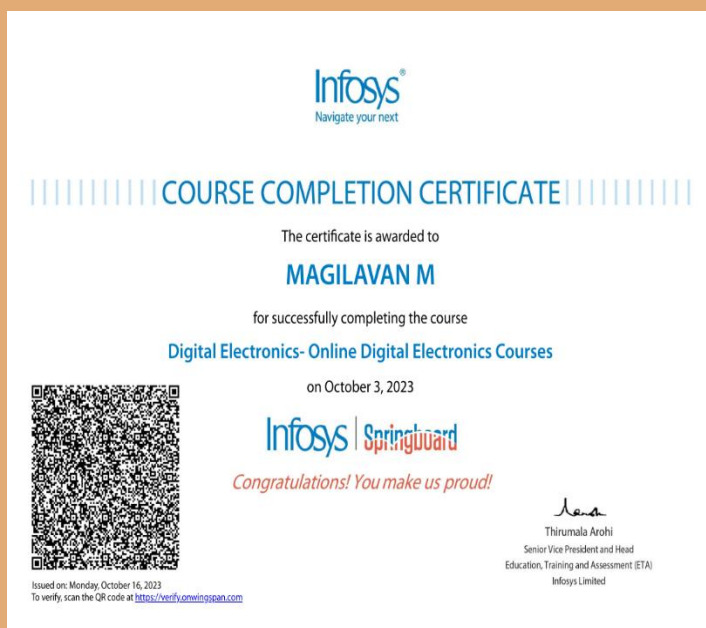 Infosys®
Navigate your next
COURSE COMPLETION CERTIFICATE
The certificate is awarded to
MAGILAVAN M
for successfully completing the course
Digital Electronics- Online Digital Electronics Courses
on October 3, 2023
Infosys | Springboard
Congratulations! You make us proud!
Thirumala Arohi
Senior Vice President and Head
Education, Training and Assessment (ETA)
Infosys Limited
Issued on: Monday, October 16, 2023
To verify, scan the QR code at https://verify.onwingspan.com